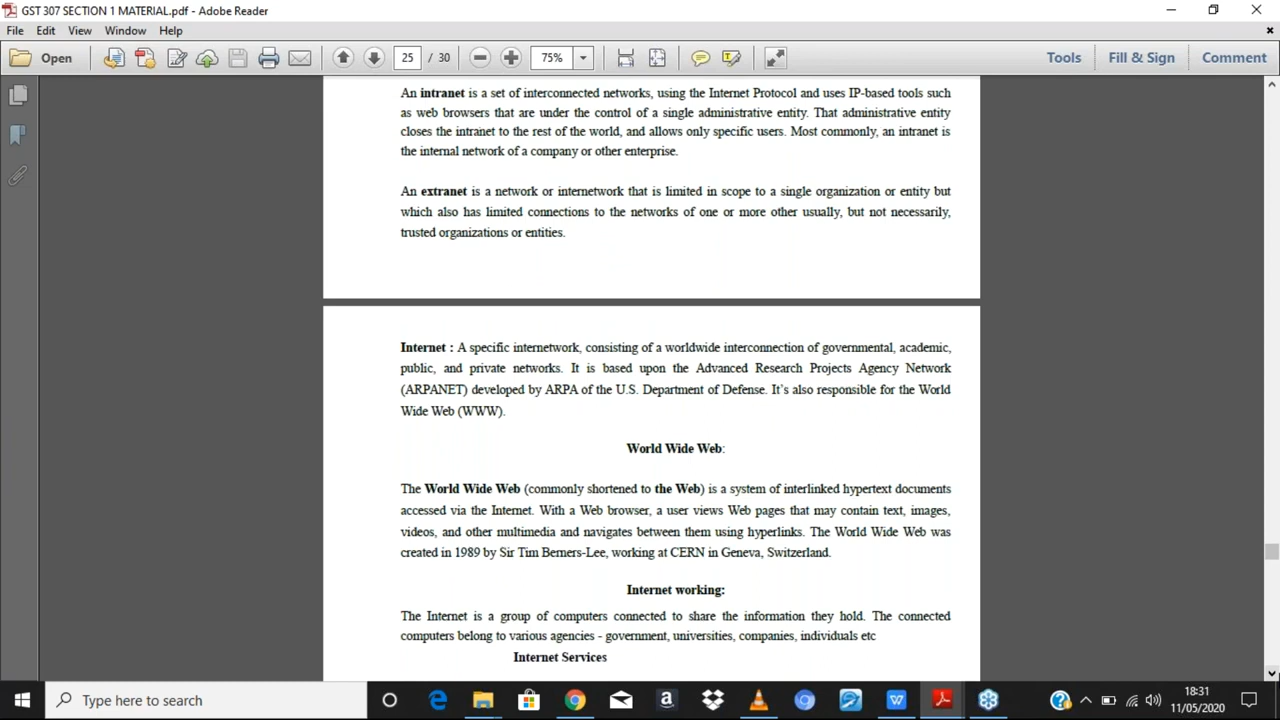 GST 307 SECTION 1 MATERIAL.pdf - Adobe Reader
File Edit View Window Help
Open 25 / 30 75% Tools Fill & Sign Comment
An intranet is a set of interconnected networks, using the Internet Protocol and uses IP-based tools such
as web browsers that are under the control of a single administrative entity. That administrative entity
closes the intranet to the rest of the world, and allows only specific users. Most commonly, an intranet is
the internal network of a company or other enterprise.
An extranet is a network or internetwork that is limited in scope to a single organization or entity but
which also has limited connections to the networks of one or more other usually, but not necessarily,
trusted organizations or entities.
Internet : A specific internetwork, consisting of a worldwide interconnection of governmental, academic,
public, and private networks. It is based upon the Advanced Research Projects Agency Network
(ARPANET) developed by ARPA of the U.S. Department of Defense. It's also responsible for the World
Wide Web (WWW).
World Wide Web:
The World Wide Web (commonly shortened to the Web) is a system of interlinked hypertext documents
accessed via the Internet. With a Web browser, a user views Web pages that may contain text, images,
videos, and other multimedia and navigates between them using hyperlinks. The World Wide Web was
created in 1989 by Sir Tim Berners-Lee, working at CERN in Geneva, Switzerland.
Internet working:
The Internet is a group of computers connected to share the information they hold. The connected
computers belong to various agencies - government, universities, companies, individuals etc
Internet Services
Type here to search
18:31
11/05/2020